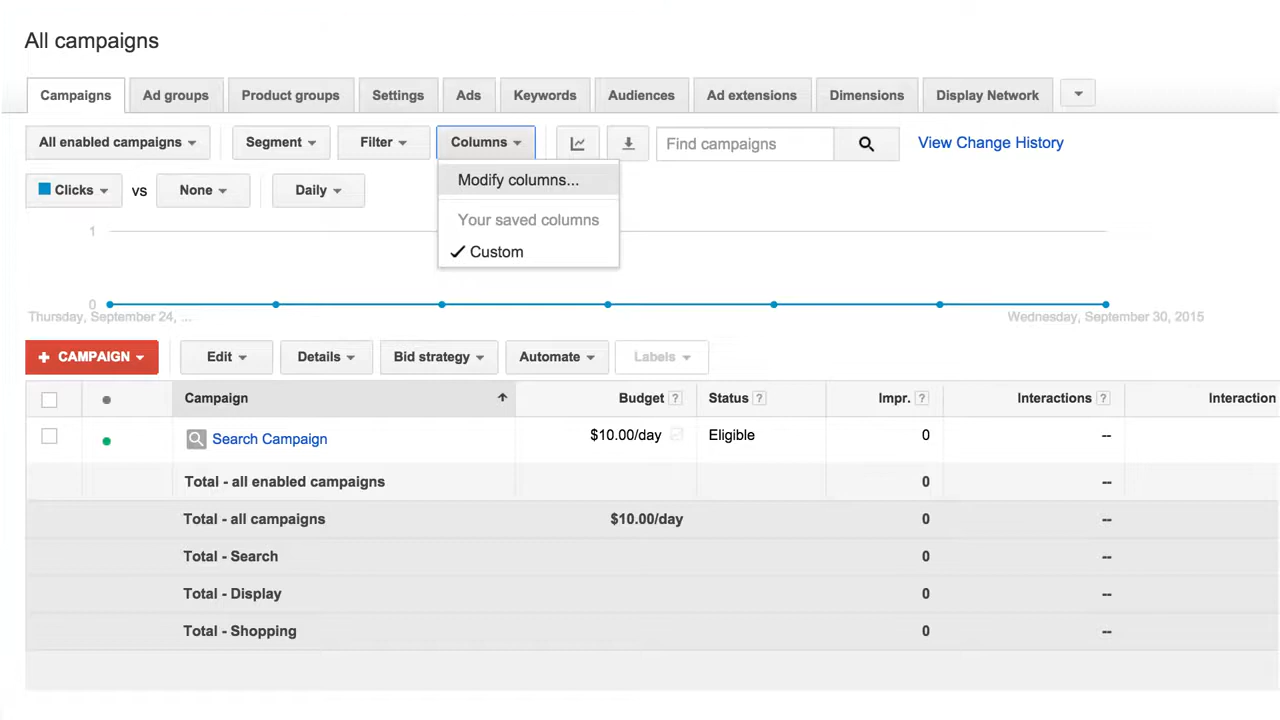 All campaigns
Campaigns Ad groups Product groups Settings Ads Keywords Audiences Ad extensions Dimensions Display Network
All enabled campaigns Segment Filter Columns Find campaigns View Change History
Modify columns...
Clicks vs None Daily
Your saved columns
1
Custom
0
Thursday, September 24, ... Wednesday, September 30, 2015
+ CAMPAIGN Edit Details Bid strategy Automate Labels
Campaign Budget ? Status ? Impr. ? Interactions ? Interaction
Search Campaign $10.00/day Eligible 0 --
Total - all enabled campaigns 0 --
Total - all campaigns $10.00/day 0 --
Total - Search 0 --
Total - Display 0 --
Total - Shopping 0 --